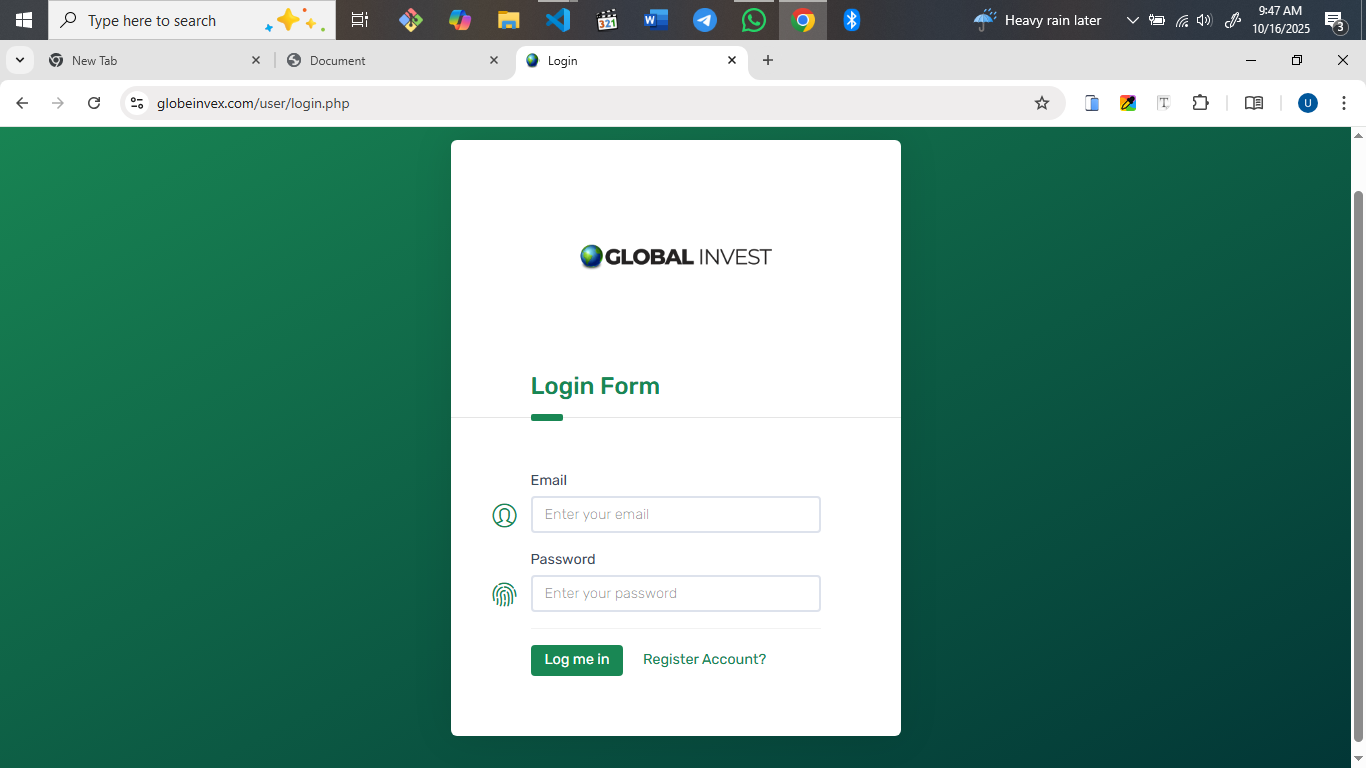 Type here to search
Heavy rain later
9:47 AM
10/16/2025
3
New Tab
Document
Login
globeinvex.com/user/login.php
U
GLOBAL INVEST
Login Form
Email
Enter your email
Password
Enter your password
Log me in
Register Account?